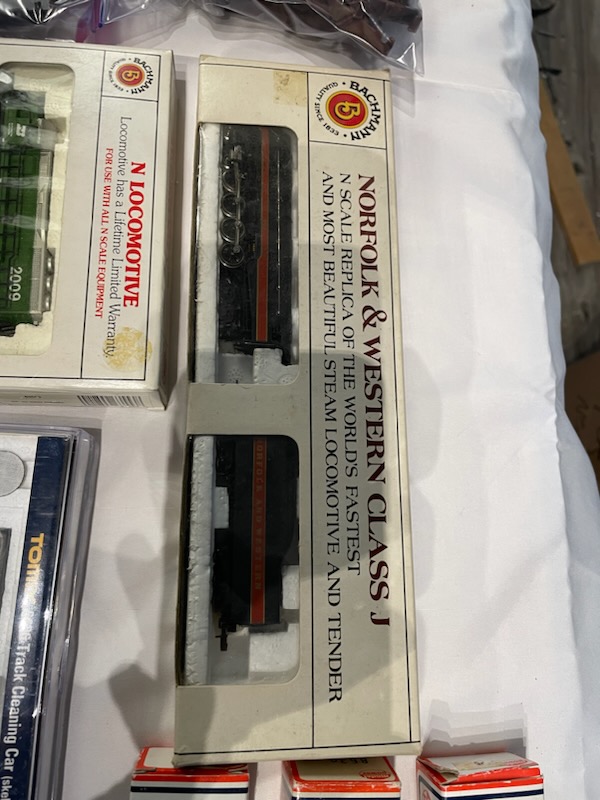 BACHMANN
QUALITY SINCE 1833
B
NORFOLK & WESTERN CLASS J
N SCALE REPLICA OF THE WORLD'S FASTEST
AND MOST BEAUTIFUL STEAM LOCOMOTIVE AND TENDER
NORFOLK AND WESTERN
BACHMANN
B
N LOCOMOTIVE
Locomotive has a Lifetime Limited Warranty.
FOR USE WITH ALL N SCALE EQUIPMENT
2009
Track Cleaning Car